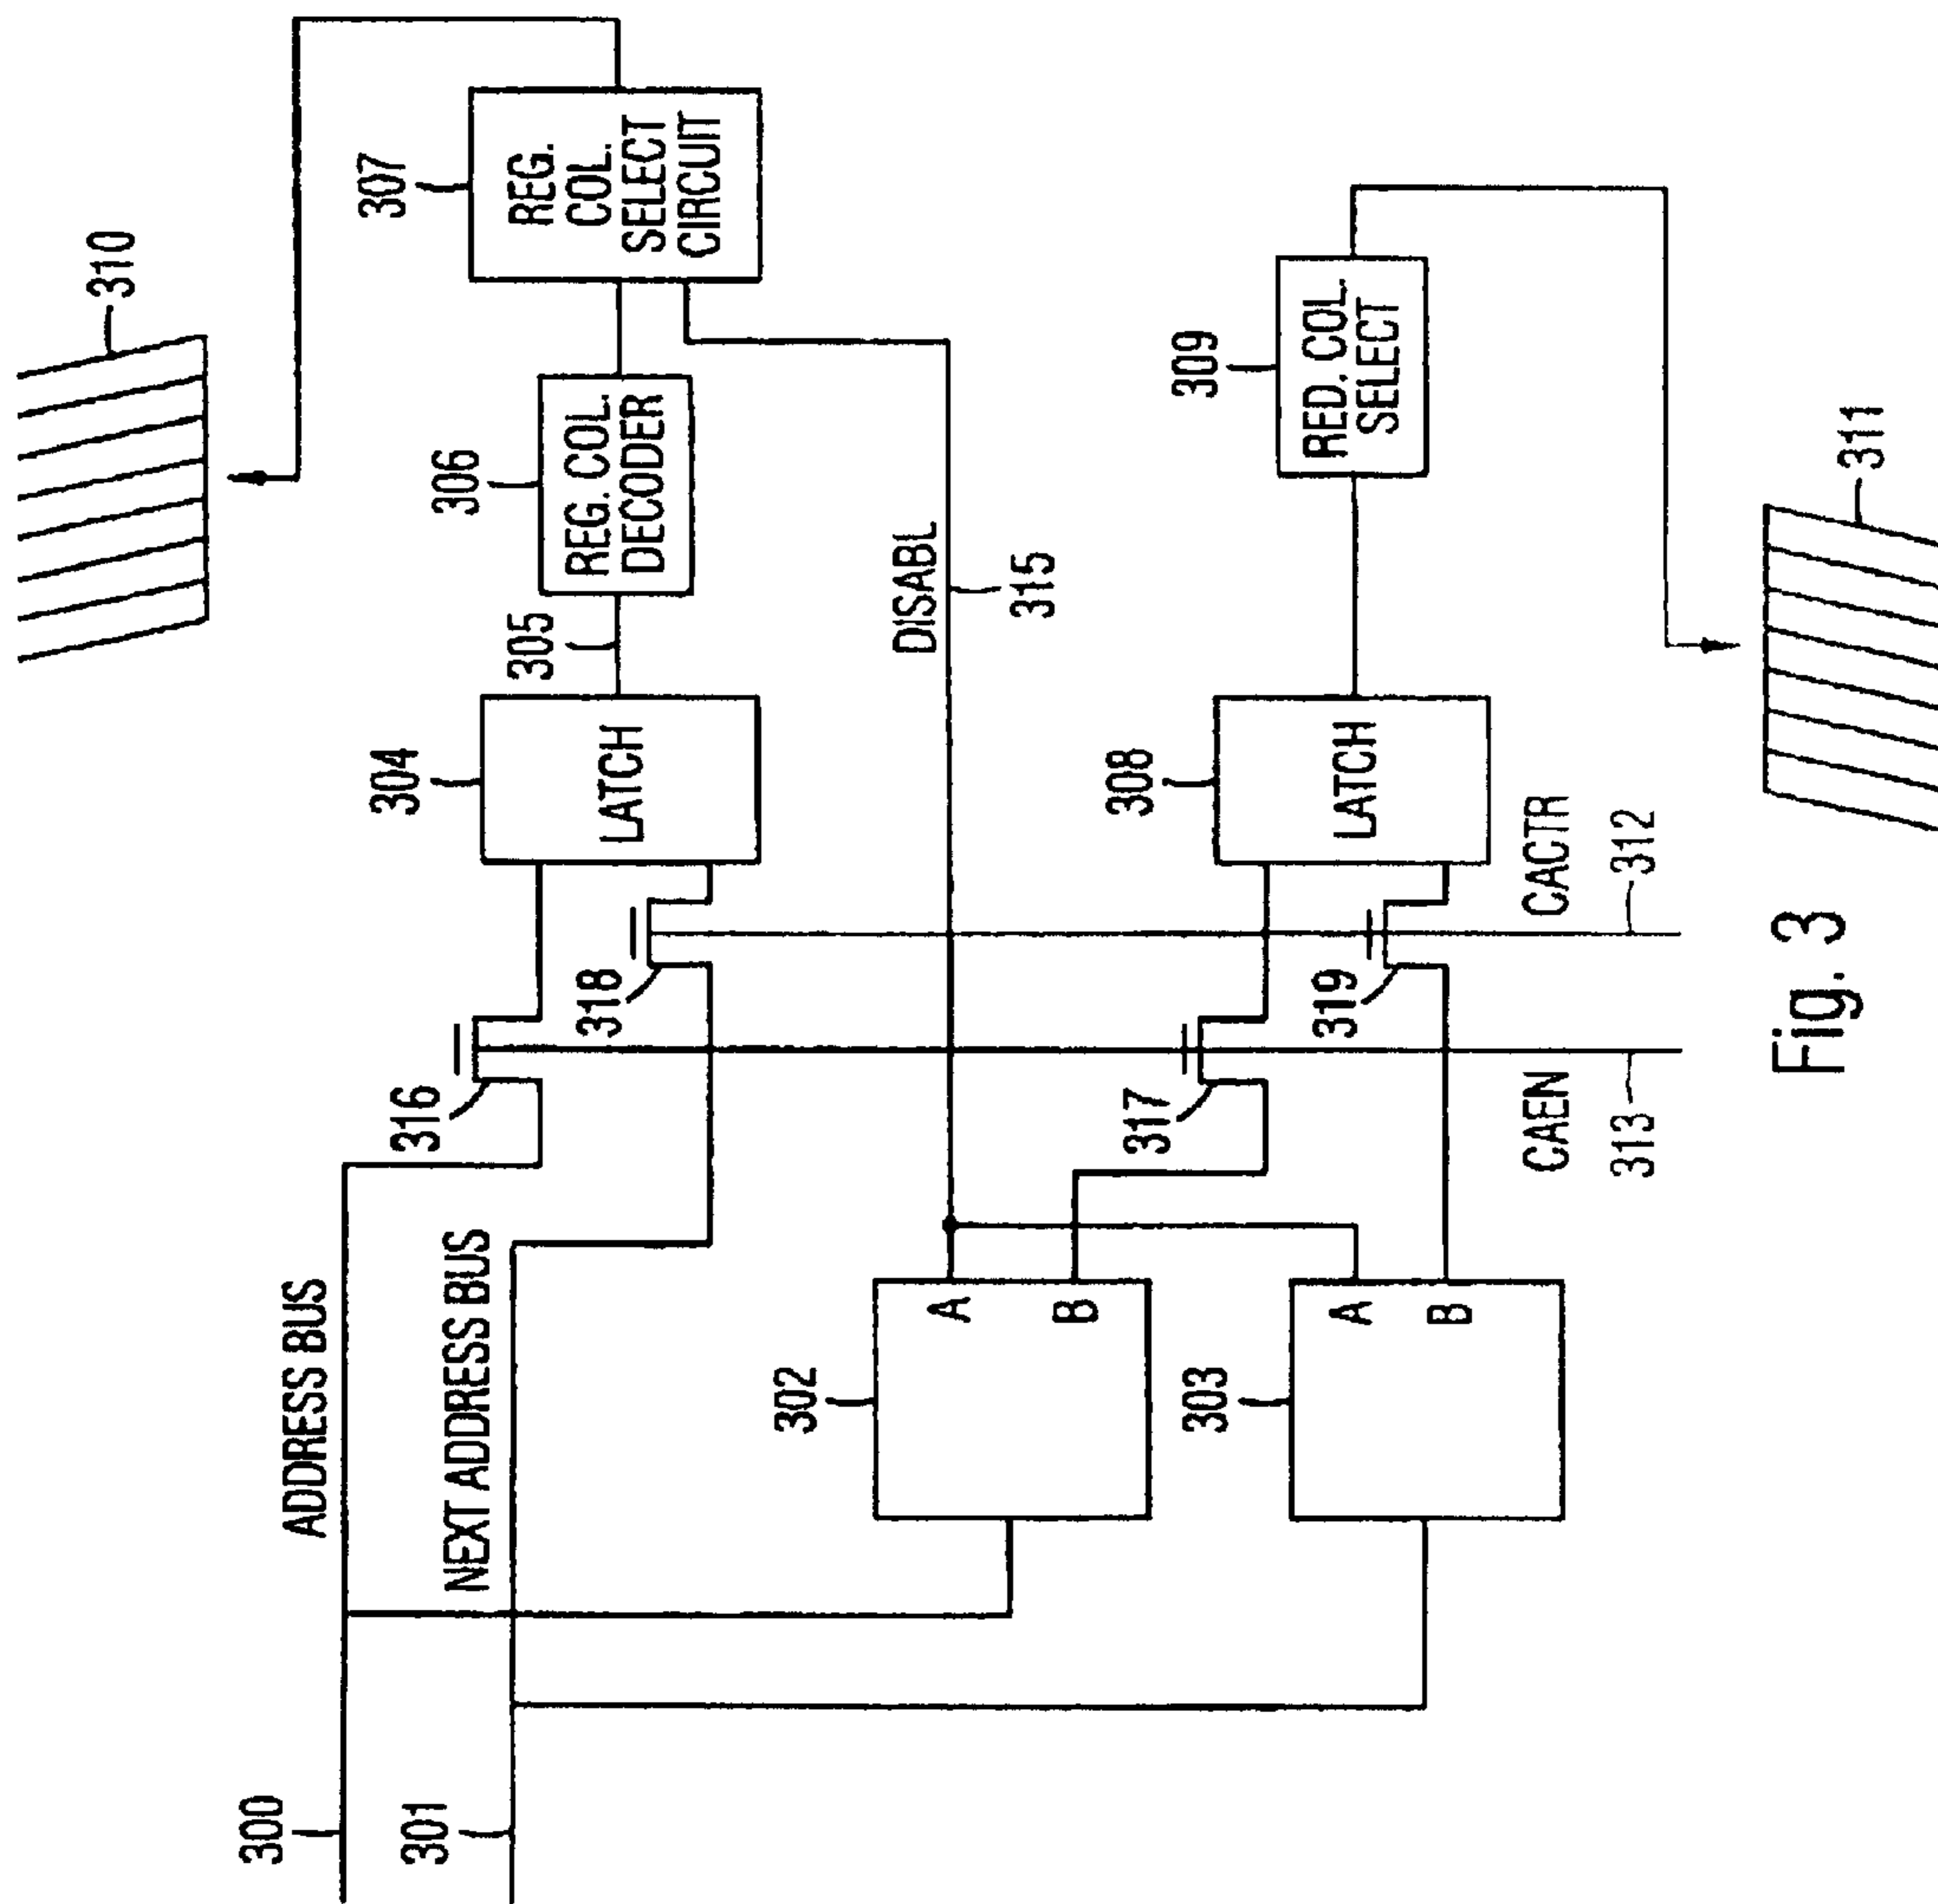 300
ADDRESS BUS
301
NEXT ADDRESS BUS
316
318
304
LATCH
305
306
REG. COL.
DECODER
307
REG.
COL.
SELECT
CIRCUIT
310
302
A
B
303
A
B
DISABL
315
317
319
308
LATCH
309
RED. COL.
SELECT
311
CAEN
313
CACTR
312
Fig. 3